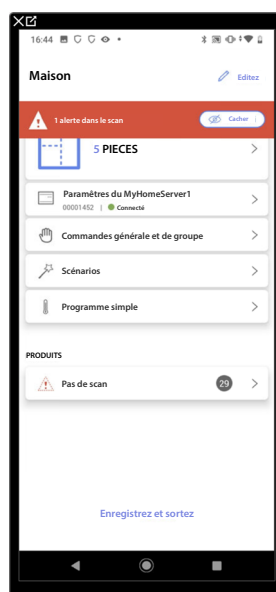 16:44
Maison
Editez
1 alerte dans le scan
Cacher
5 PIECES
Paramètres du MyHomeServer1
00001452 | Connecté
Commandes générale et de groupe
Scénarios
Programme simple
PRODUITS
Pas de scan
29
Enregistrez et sortez